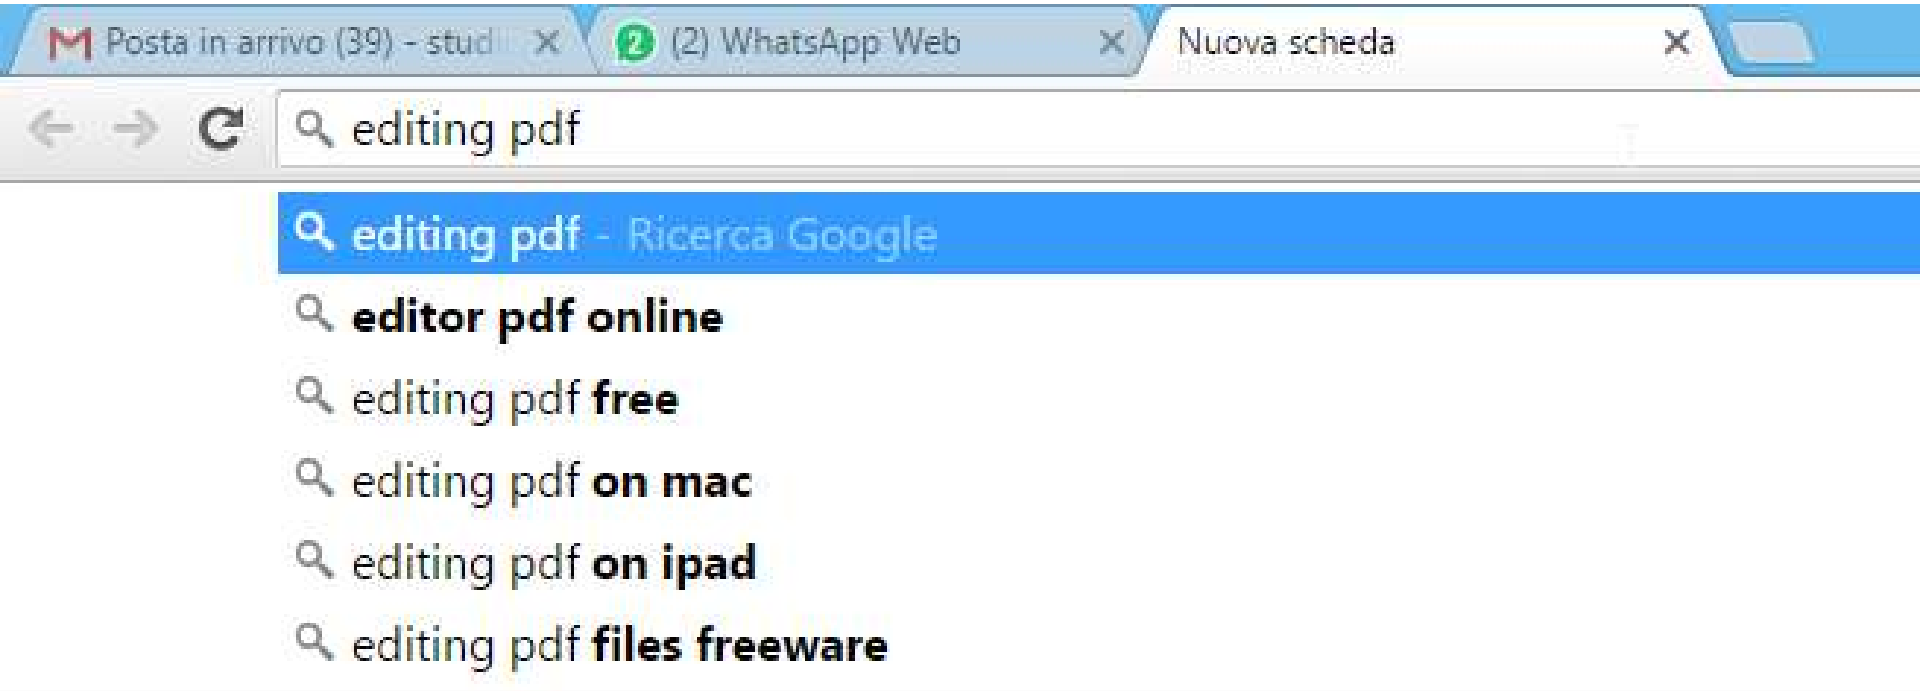 Posta in arrivo (39) - stud
2 (2) WhatsApp Web
Nuova scheda
editing pdf
editing pdf - Ricerca Google
editor pdf online
editing pdf free
editing pdf on mac
editing pdf on ipad
editing pdf files freeware